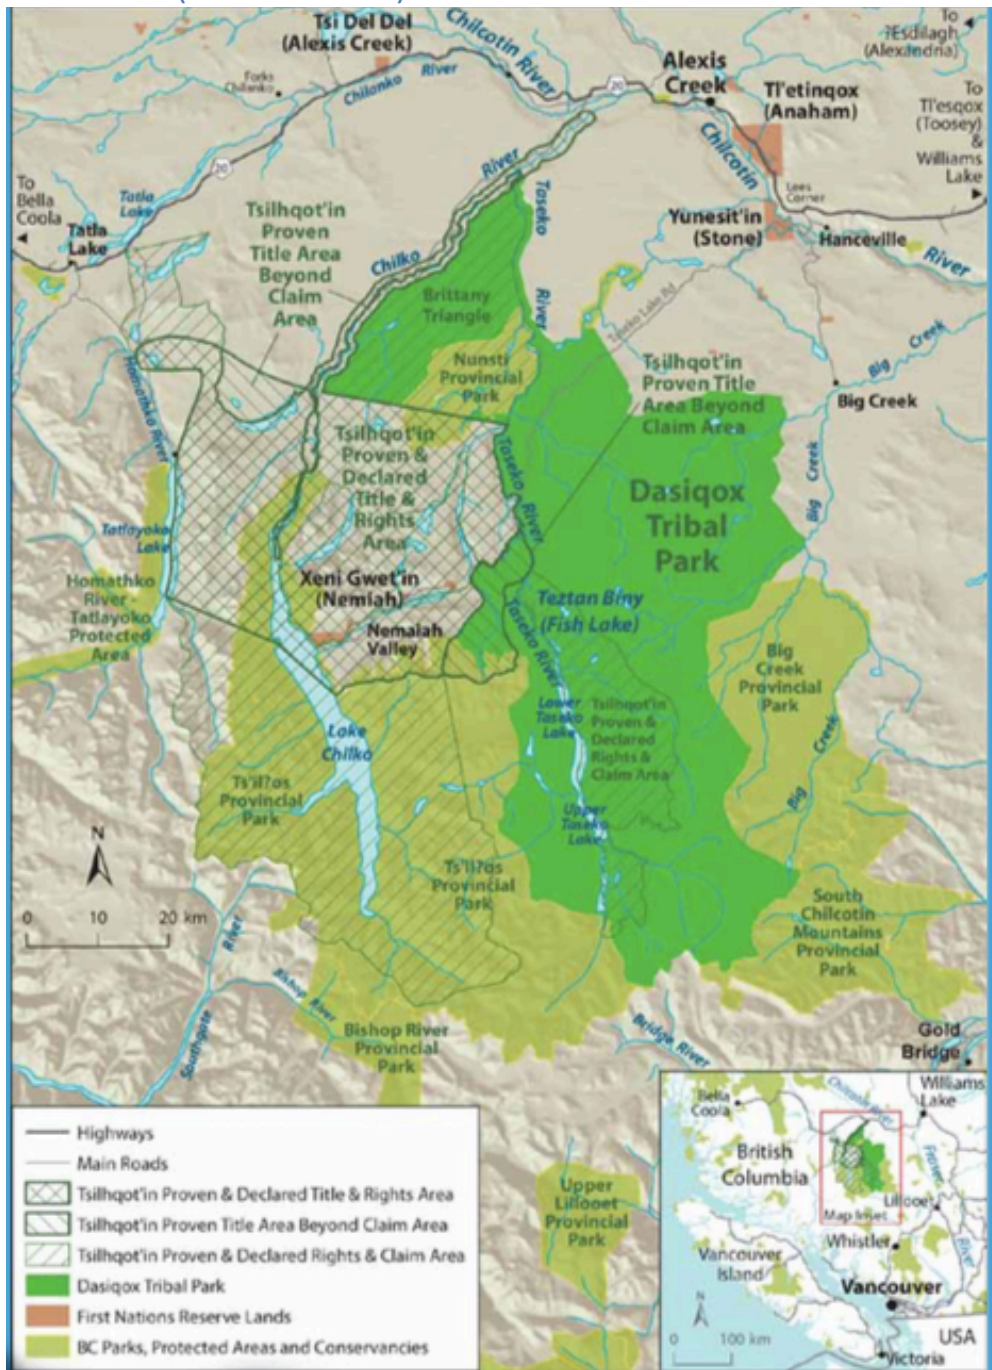 Tsi Del Del
(Alexis Creek)
Chilcotin River
To
?Esdilagh
(Alexandria)
Forks
Chilanko
Chilanko River
20
Alexis
Creek
Tl'etinqox
(Anaham)
To
Tl'esqox
(Toosey)
&
Williams
Lake
20
River
Chilcotin
To
Bella
Coola
Tatla
Lake
Tatla
Lake
Tsilhqot'in
Proven
Title Area
Beyond
Claim
Area
Taseko
River
Lees
Corner
Yunesit'in
(Stone)
Hanceville
River
Chilko
Brittany
Triangle
Taseko Lake Rd
Nunsti
Provincial
Park
Tsilhqot'in
Proven Title
Area Beyond
Claim Area
Big Creek
Big Creek
Homathko River
Tsilhqot'in
Proven &
Declared
Title &
Rights
Area
Taseko River
Big Creek
Dasiqox
Tribal
Park
Tatlayoko
Lake
Homathko
River -
Tatlayoko
Protected
Area
Xeni Gwet'in
(Nemiah)
Nemaiah
Valley
Teztan Biny
(Fish Lake)
Taseko River
Big
Creek
Provincial
Park
Lower
Taseko
Lake
Tsilhqot'in
Proven &
Declared
Rights &
Claim Area
Lake
Chilko
Big Creek
Ts'il?os
Provincial
Park
Upper
Taseko
Lake
N
Ts'il?os
Provincial
Park
0 10 20 km
South
Chilcotin
Mountains
Provincial
Park
River
Southgate
Bishop River
Bishop River
Provincial
Park
Bridge River
Gold
Bridge
Highways
Main Roads
Tsilhqot'in Proven & Declared Title & Rights Area
Tsilhqot'in Proven Title Area Beyond Claim Area
Tsilhqot'in Proven & Declared Rights & Claim Area
Dasiqox Tribal Park
First Nations Reserve Lands
BC Parks, Protected Areas and Conservancies
Upper
Lillooet
Provincial
Park
Bella
Coola
Chilcotin River
Williams
Lake
British
Columbia
Fraser
River
Lillooet
Map Inset
Whistler
Vancouver
Island
Vancouver
N
0 100 km
USA
Victoria